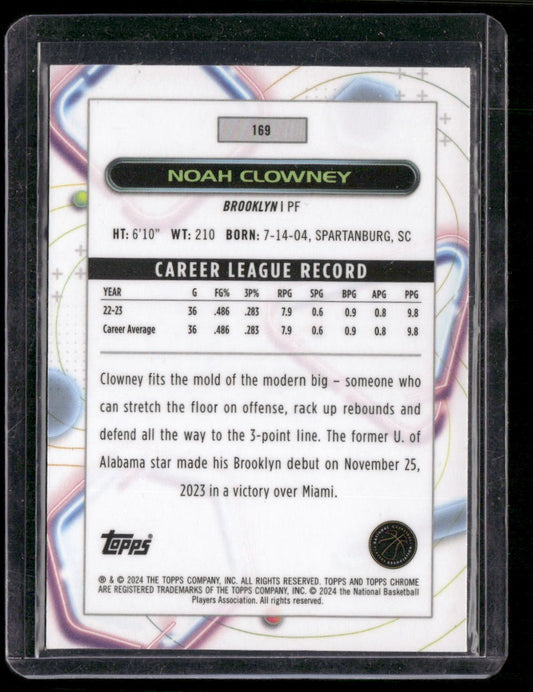 169
NOAH CLOWNEY
BROOKLYN | PF
HT: 6'10" WT: 210 BORN: 7-14-04, SPARTANBURG, SC
CAREER LEAGUE RECORD
YEAR G FG% 3P% RPG SPG BPG APG PPG
22-23 36 .486 .283 7.9 0.6 0.9 0.8 9.8
Career Average 36 .486 .283 7.9 0.6 0.9 0.8 9.8
Clowney fits the mold of the modern big – someone who
can stretch the floor on offense, rack up rebounds and
defend all the way to the 3-point line. The former U. of
Alabama star made his Brooklyn debut on November 25,
2023 in a victory over Miami.
topps
® & © 2024 THE TOPPS COMPANY, INC. ALL RIGHTS RESERVED. TOPPS AND TOPPS CHROME
ARE REGISTERED TRADEMARKS OF THE TOPPS COMPANY, INC. © 2024 the National Basketball
Players Association. All rights reserved.